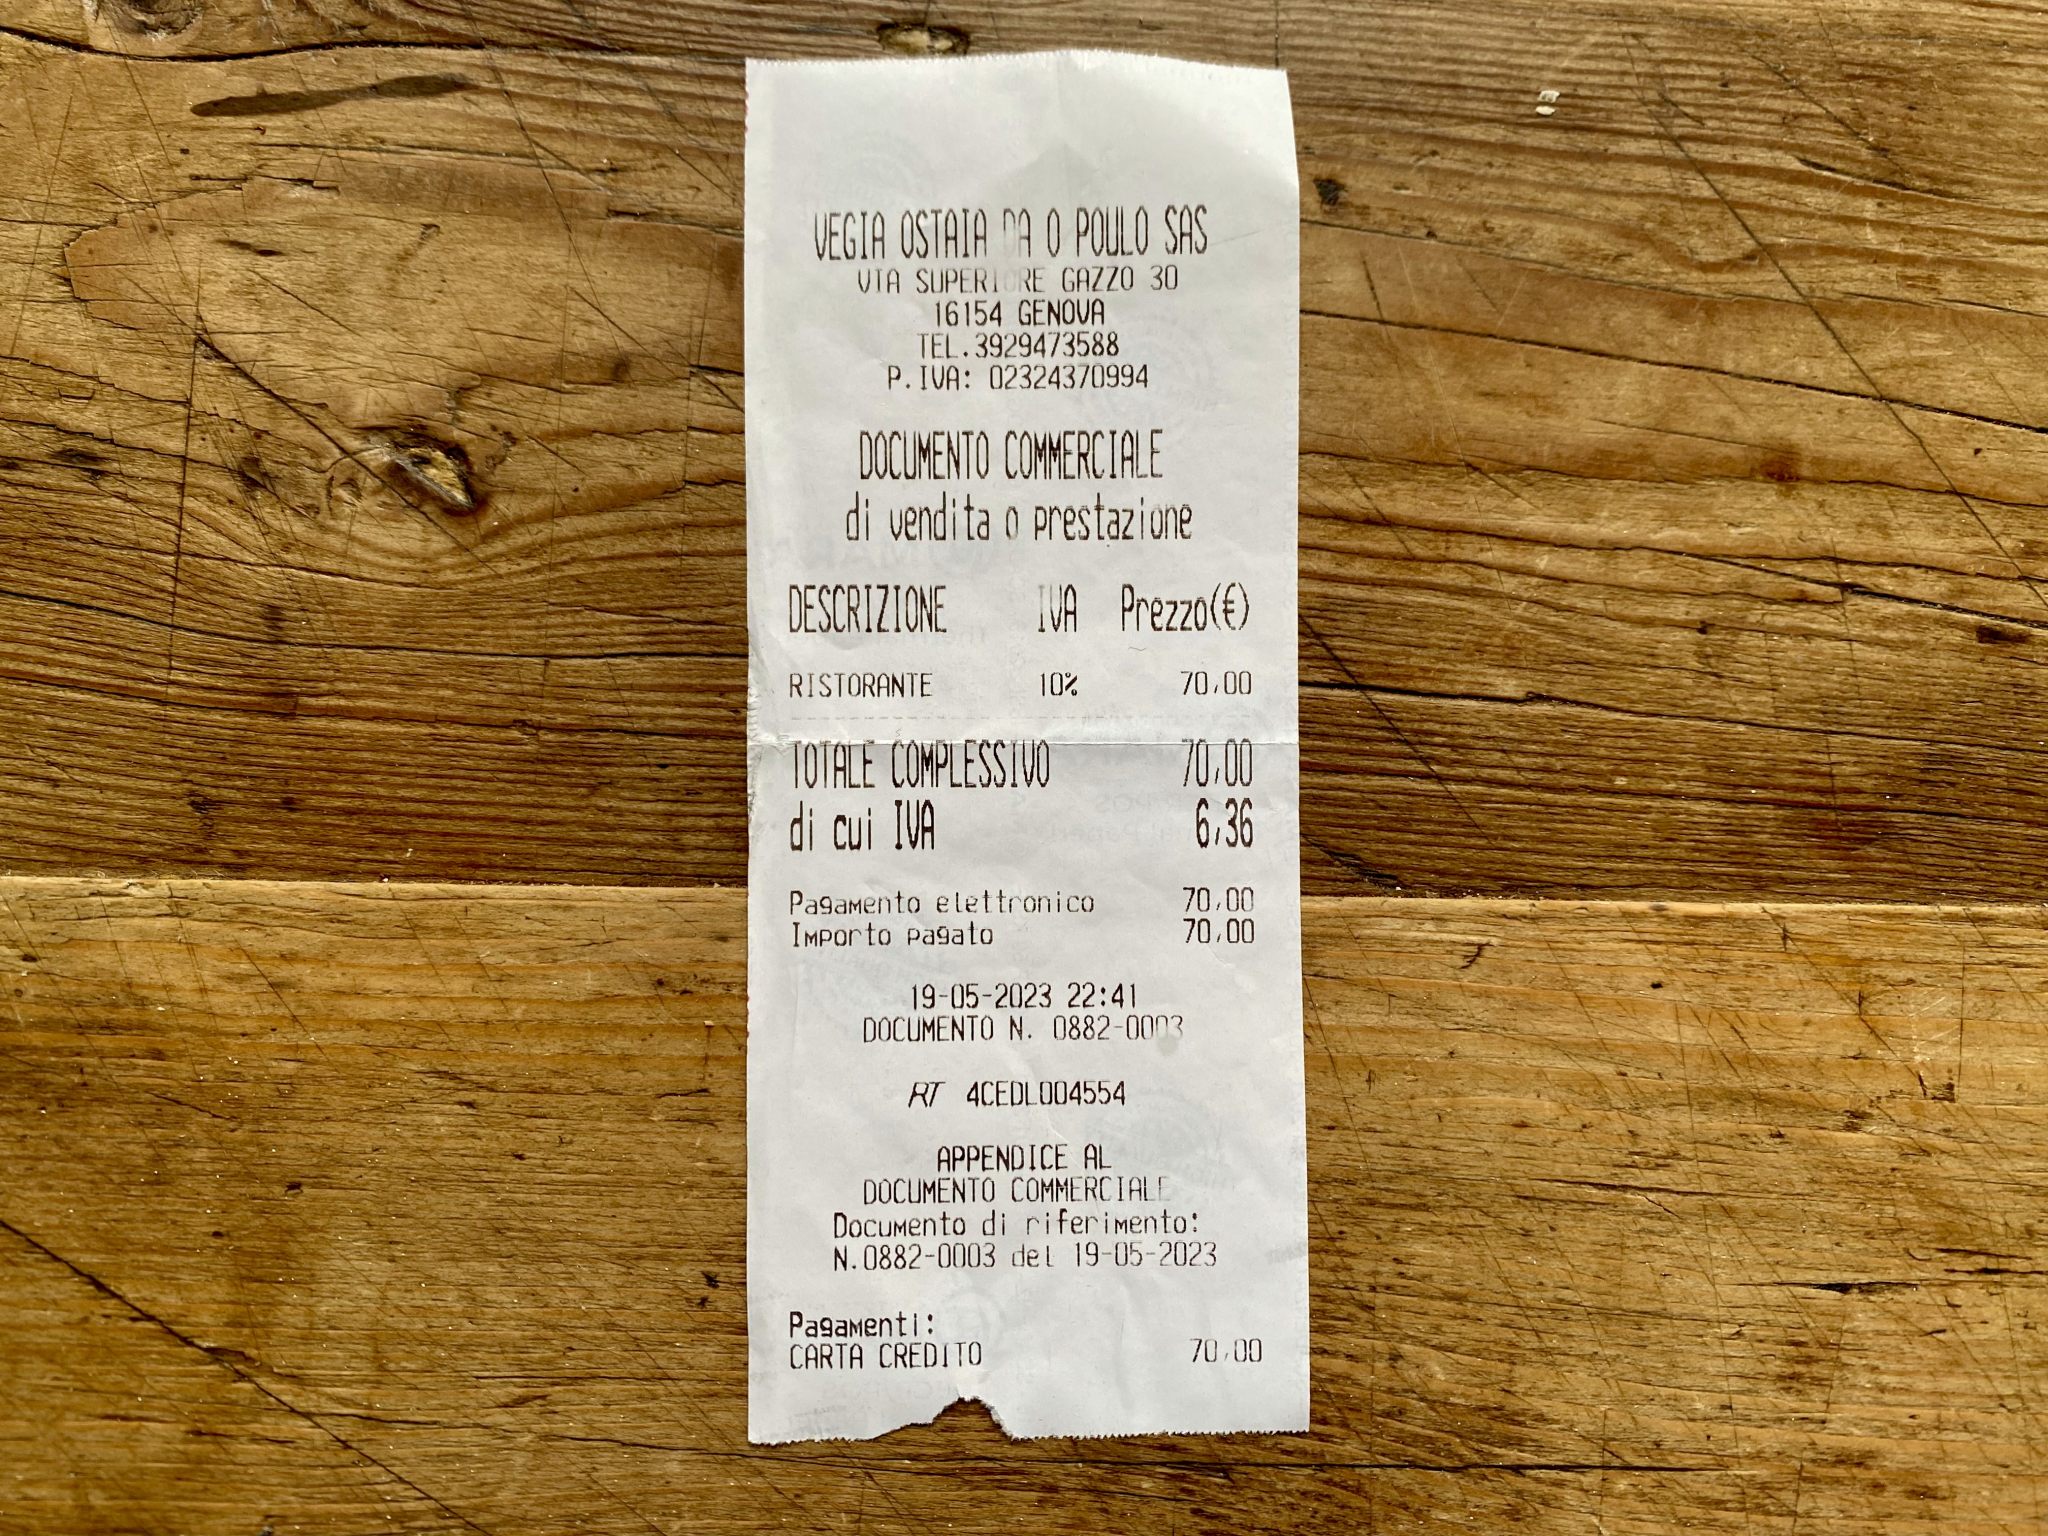 VEGIA OSTAIA DA O POULO SAS
VIA SUPERIORE GAZZO 30
16154 GENOVA
TEL.3929473588
P.IVA: 02324370994
DOCUMENTO COMMERCIALE
di vendita o prestazione
DESCRIZIONE IVA Prezzo(€)
RISTORANTE 10% 70,00
TOTALE COMPLESSIVO 70,00
di cui IVA 6,36
Pagamento elettronico 70,00
Importo pagato 70,00
19-05-2023 22:41
DOCUMENTO N. 0882-0003
RT 4CEDL004554
APPENDICE AL
DOCUMENTO COMMERCIALE
Documento di riferimento:
N.0882-0003 del 19-05-2023
Pagamenti:
CARTA CREDITO 70,00